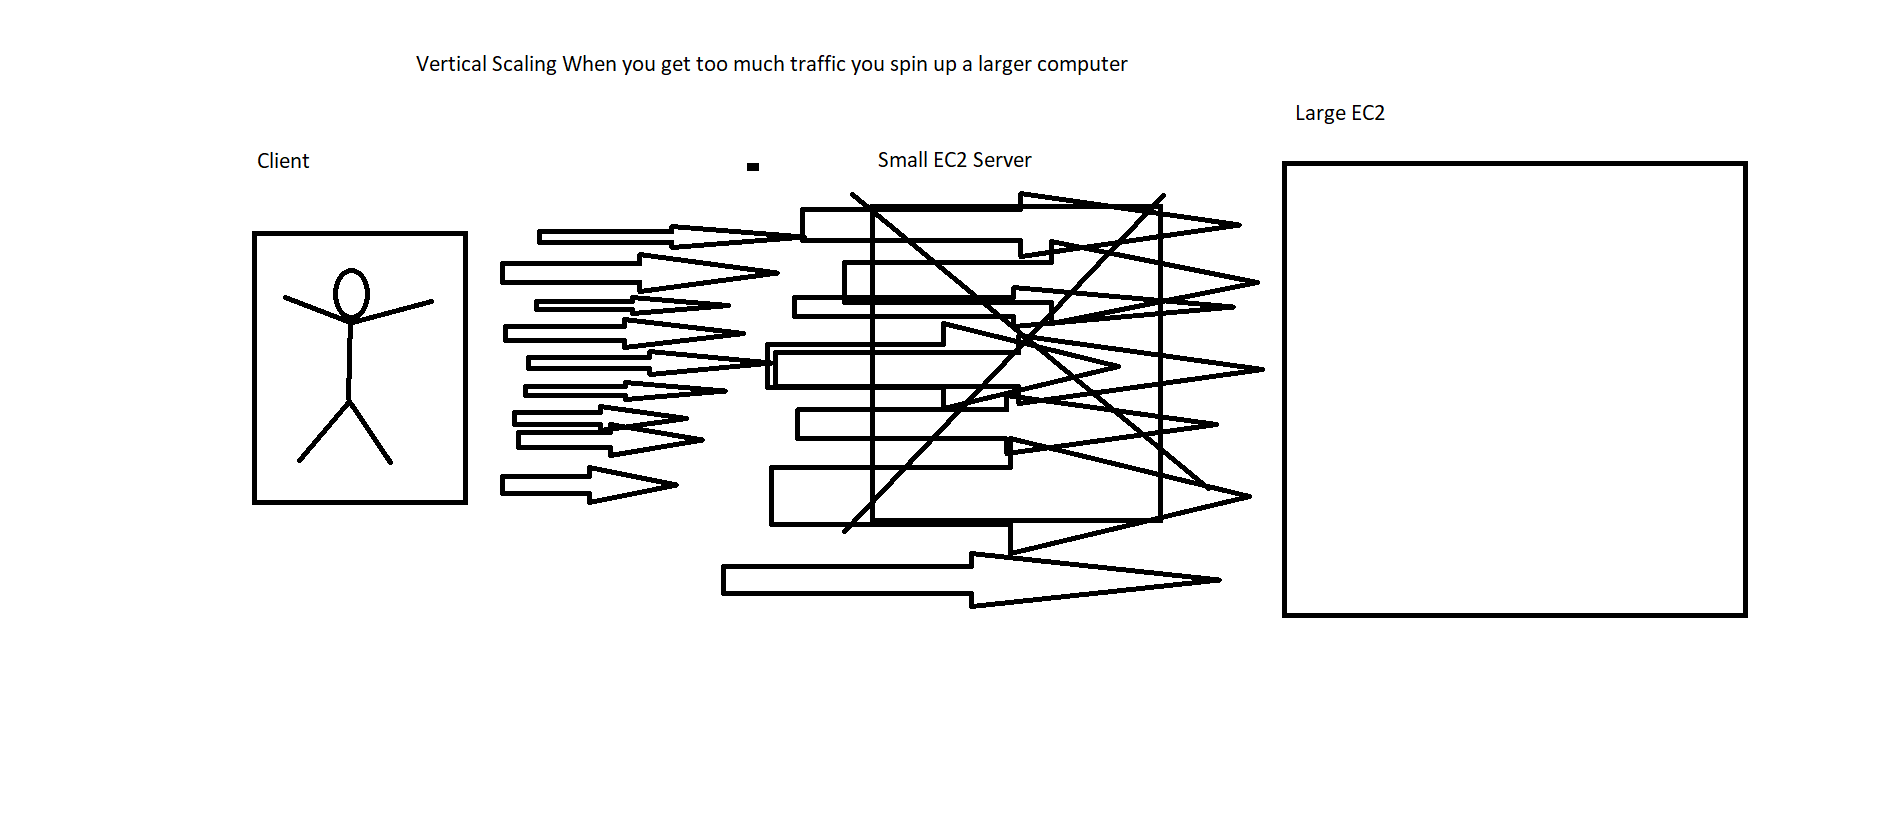 Vertical Scaling When you get too much traffic you spin up a larger computer
Large EC2
Client
Small EC2 Server